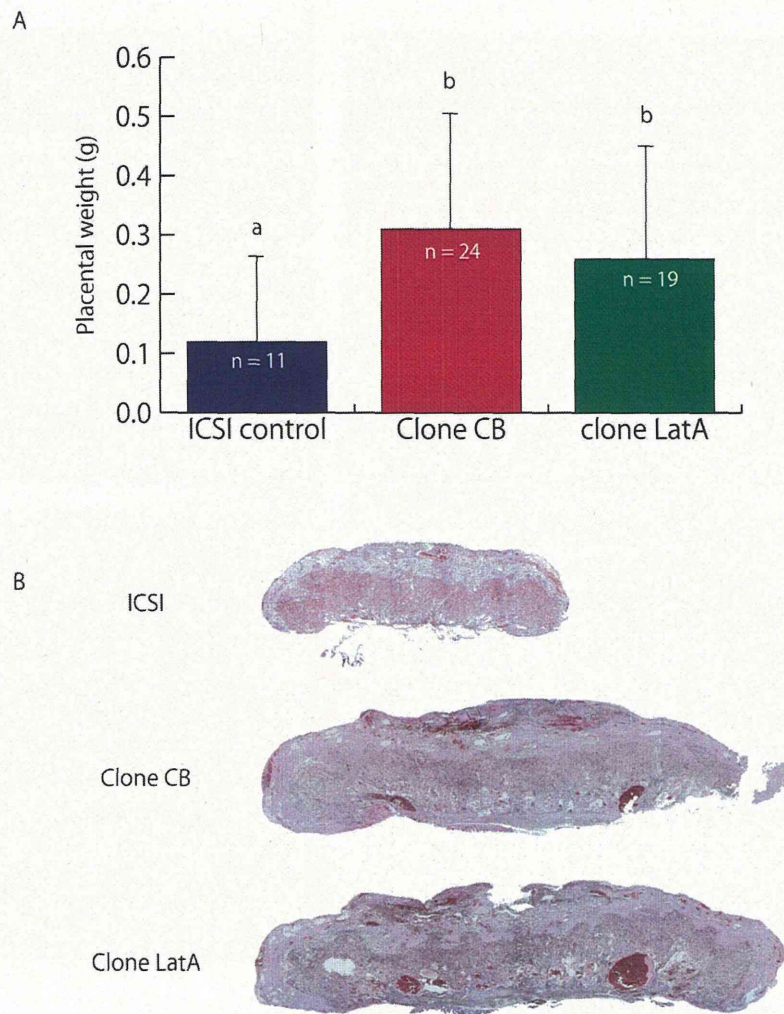 A
Placental weight (g)
0.6
0.5
0.4
0.3
0.2
0.1
0.0
a
b
b
n = 11
n = 24
n = 19
ICSI control
Clone CB
clone LatA
B
ICSI
Clone CB
Clone LatA